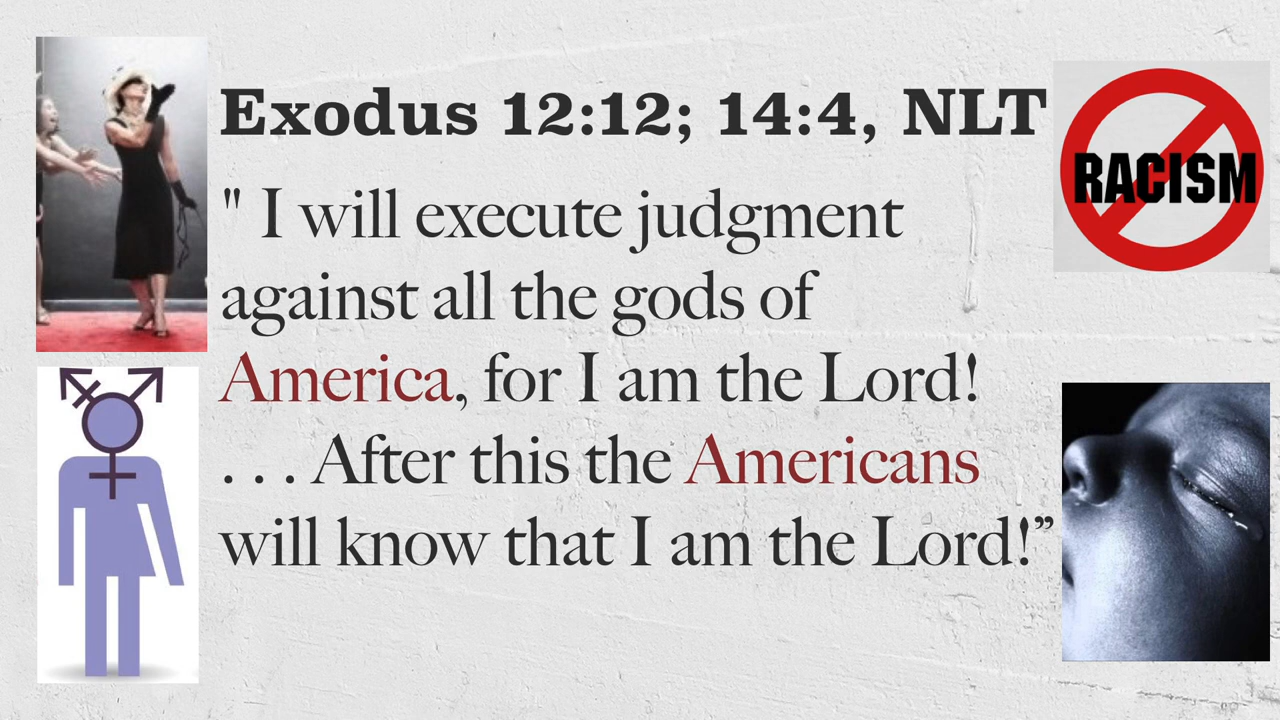 Exodus 12:12; 14:4, NLT
" I will execute judgment
against all the gods of
America, for I am the Lord!
. . . After this the Americans
will know that I am the Lord!”
RACISM